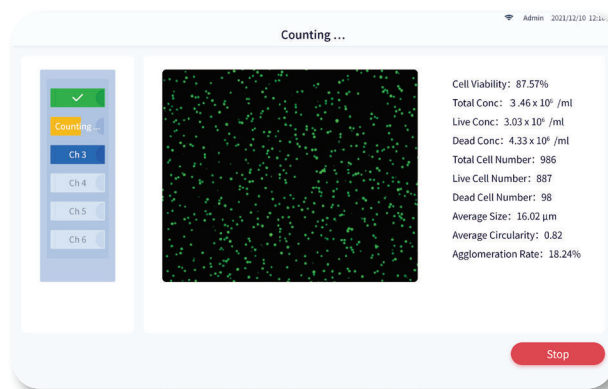 Admin 2021/12/10
Counting ...
Counting ...
Ch 3
Ch 4
Ch 5
Ch 6
Cell Viability: 87.57%
Total Conc: 3.46 x 10⁶ /ml
Live Conc: 3.03 x 10⁶ /ml
Dead Conc: 4.33 x 10⁶ /ml
Total Cell Number: 986
Live Cell Number: 887
Dead Cell Number: 98
Average Size: 16.02 μm
Average Circularity: 0.82
Agglomeration Rate: 18.24%
Stop